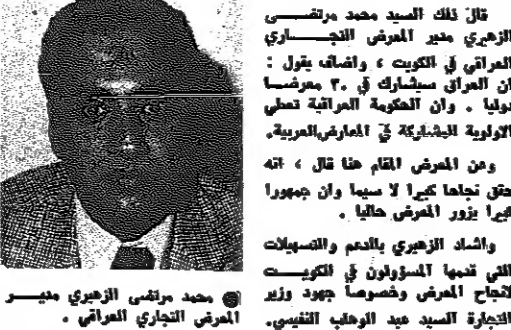 قال ذلك السيد محمد مرتضى
الزهيري مدير المعرض التجاري
العراقي في الكويت ، واضاف يقول :
ان العراق سيشارك في ٣٠ معرضا
دوليا . وان الحكومة العراقية تعطي
الاولوية للمشاركة في المعارض العربية.
وعن المعرض المقام هنا قال ، انه
حقق نجاحا كبيرا لا سيما وان جمهورا
كبيرا يزور المعرض حاليا .
واشاد الزهيري بالدعم والتسهيلات
التي قدمها المسؤولون في الكويت
لانجاح المعرض وخصوصا جهود وزير
التجارة السيد عبد الوهاب النفيسي.
محمد مرتضى الزهيري مدير
المعرض التجاري العراقي .